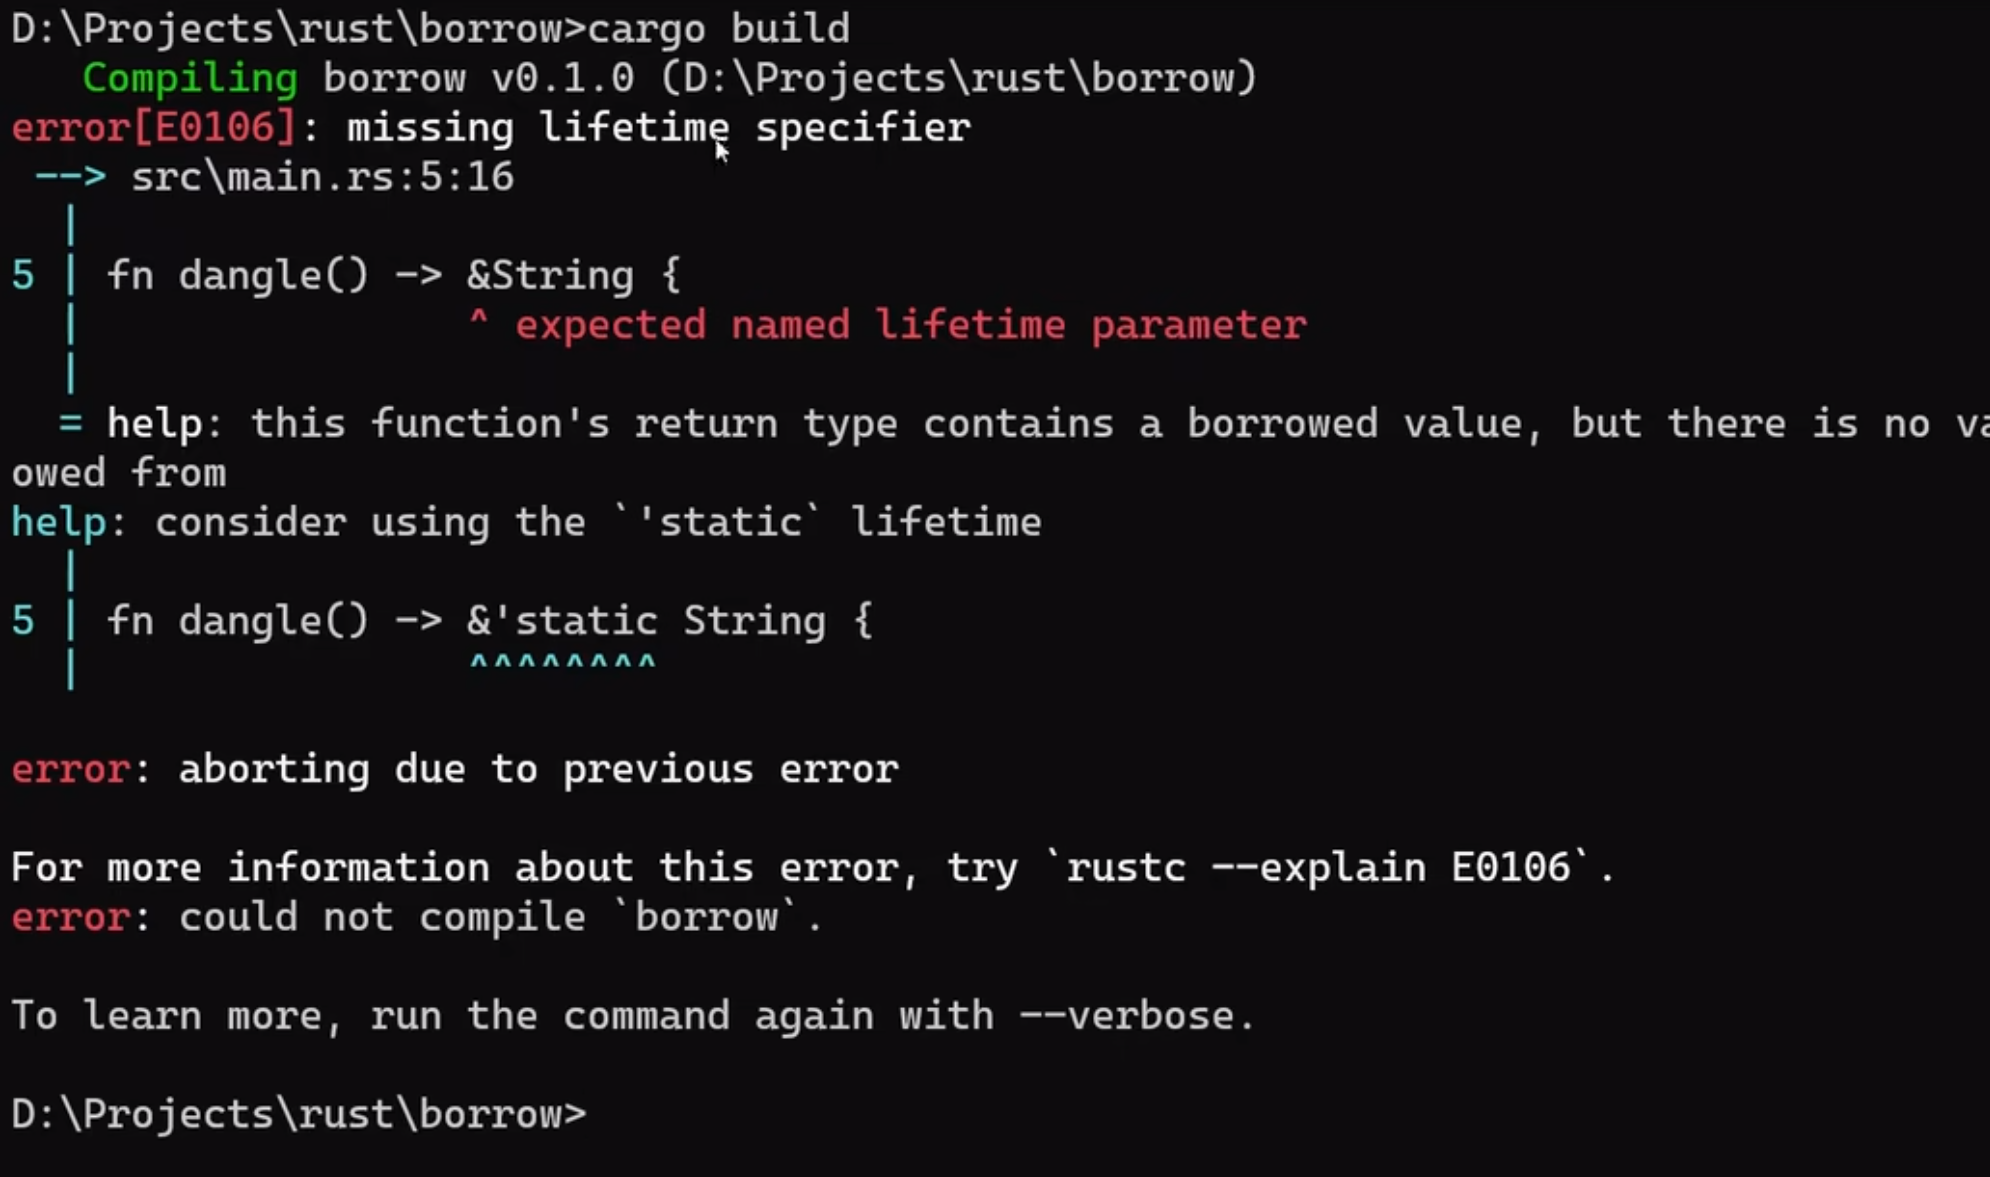 D:\Projects\rust\borrow>cargo build
   Compiling borrow v0.1.0 (D:\Projects\rust\borrow)
error[E0106]: missing lifetime specifier
 --> src\main.rs:5:16
  |
5 | fn dangle() -> &String {
  |                ^ expected named lifetime parameter
  |
  = help: this function's return type contains a borrowed value, but there is no va
owed from
help: consider using the `'static` lifetime
  |
5 | fn dangle() -> &'static String {
  |                ^^^^^^^^
error: aborting due to previous error
For more information about this error, try `rustc --explain E0106`.
error: could not compile `borrow`.
To learn more, run the command again with --verbose.
D:\Projects\rust\borrow>